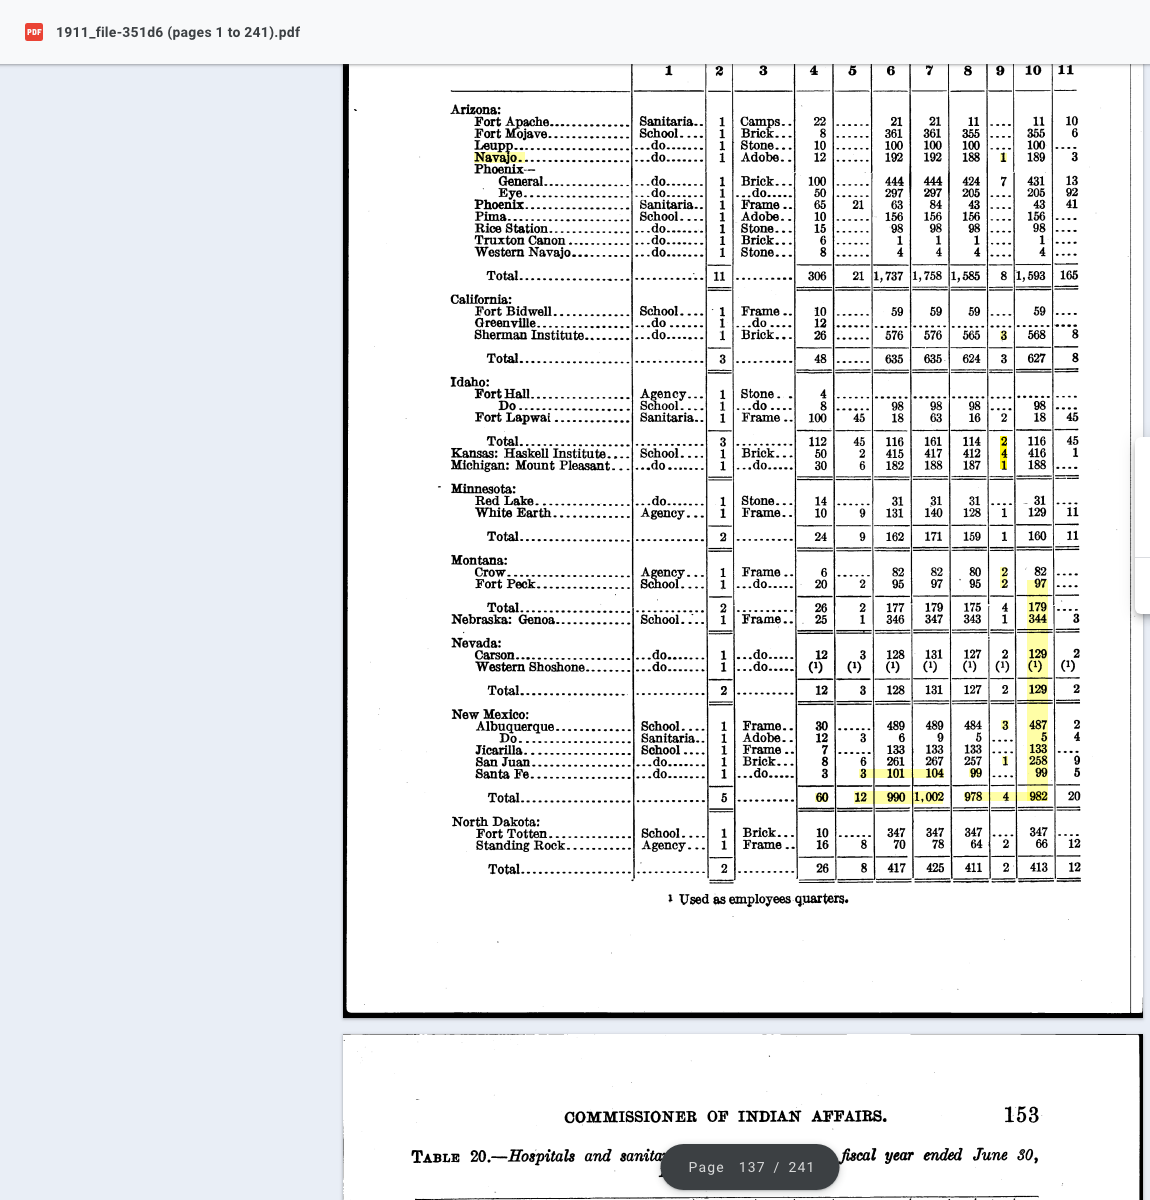 1911_file-351d6 (pages 1 to 241).pdf
1 2 3 4 5 6 7 8 9 10 11
Arizona:
Fort Apache.............. Sanitaria.. 1 Camps.. 22 ...... 21 21 11 .... 11 10
Fort Mojave.............. School.... 1 Brick... 8 ...... 361 361 355 .... 355 6
Leupp.................... ...do....... 1 Stone... 10 ...... 100 100 100 .... 100 ....
Navajo................... ...do....... 1 Adobe.. 12 ...... 192 192 188 1 189 3
Phoenix—
General.............. ...do....... 1 Brick... 100 ...... 444 444 424 7 431 13
Eye.................. ...do....... 1 ...do.... 50 ...... 297 297 205 .... 205 92
Phoenix.................. Sanitaria.. 1 Frame.. 65 21 63 84 43 .... 43 41
Pima..................... School.... 1 Adobe.. 10 ...... 156 156 156 .... 156 ....
Rice Station............. ...do....... 1 Stone... 15 ...... 98 98 98 .... 98 ....
Truxton Canon............ ...do....... 1 Brick... 6 ...... 1 1 1 .... 1 ....
Western Navajo........... ...do....... 1 Stone... 8 ...... 4 4 4 .... 4 ....
Total.................. ............ 11 .......... 306 21 1,737 1,758 1,585 8 1,593 165
California:
Fort Bidwell............. School.... 1 Frame.. 10 ...... 59 59 59 .... 59 ....
Greenville............... ...do....... 1 ...do.... 12 ...... ...... ...... ...... .... ...... ....
Sherman Institute........ ...do....... 1 Brick... 26 ...... 576 576 565 3 568 8
Total.................. ............ 3 .......... 48 ...... 635 635 624 3 627 8
Idaho:
Fort Hall................ Agency... 1 Stone. . 4 ...... ...... ...... ...... .... ...... ....
Do................... School.... 1 ...do.... 8 ...... 98 98 98 .... 98 ....
Fort Lapwai.............. Sanitaria.. 1 Frame.. 100 45 18 63 16 2 18 45
Total.................. ............ 3 .......... 112 45 116 161 114 2 116 45
Kansas: Haskell Institute.... School.... 1 Brick... 50 2 415 417 412 4 416 1
Michigan: Mount Pleasant... ...do....... 1 ...do..... 30 6 182 188 187 1 188 ....
Minnesota:
Red Lake................. ...do....... 1 Stone... 14 ...... 31 31 31 .... 31 ....
White Earth.............. Agency... 1 Frame.. 10 9 131 140 128 1 129 11
Total.................. ............ 2 .......... 24 9 162 171 159 1 160 11
Montana:
Crow..................... Agency... 1 Frame .. 6 ...... 82 82 80 2 82 ....
Fort Peck................ School.... 1 ...do..... 20 2 95 97 95 2 97 ....
Total.................. ............ 2 .......... 26 2 177 179 175 4 179 ....
Nebraska: Genoa............ School.... 1 Frame.. 25 1 346 347 343 1 344 3
Nevada:
Carson................... ...do....... 1 ...do..... 12 3 128 131 127 2 129 2
Western Shoshone......... ...do....... 1 ...do..... (1) (1) (1) (1) (1) (1) (1) (1)
Total.................. ............ 2 .......... 12 3 128 131 127 2 129 2
New Mexico:
Albuquerque.............. School.... 1 Frame.. 30 ...... 489 489 484 3 487 2
Do................... Sanitaria.. 1 Adobe.. 12 3 6 9 5 .... 5 4
Jicarilla................ School .... 1 Frame .. 7 ...... 133 133 133 .... 133 ....
San Juan................. ...do....... 1 Brick... 8 6 261 267 257 1 258 9
Santa Fe................. ...do....... 1 ...do..... 3 3 101 104 99 .... 99 5
Total.................. ............ 5 .......... 60 12 990 1,002 978 4 982 20
North Dakota:
Fort Totten.............. School.... 1 Brick... 10 ...... 347 347 347 .... 347 ....
Standing Rock............ Agency... 1 Frame .. 16 8 70 78 64 2 66 12
Total.................. ............ 2 .......... 26 8 417 425 411 2 413 12
1 Used as employees quarters.
COMMISSIONER OF INDIAN AFFAIRS. 153
TABLE 20.—Hospitals and fiscal year ended June 30,
Page 137 / 241